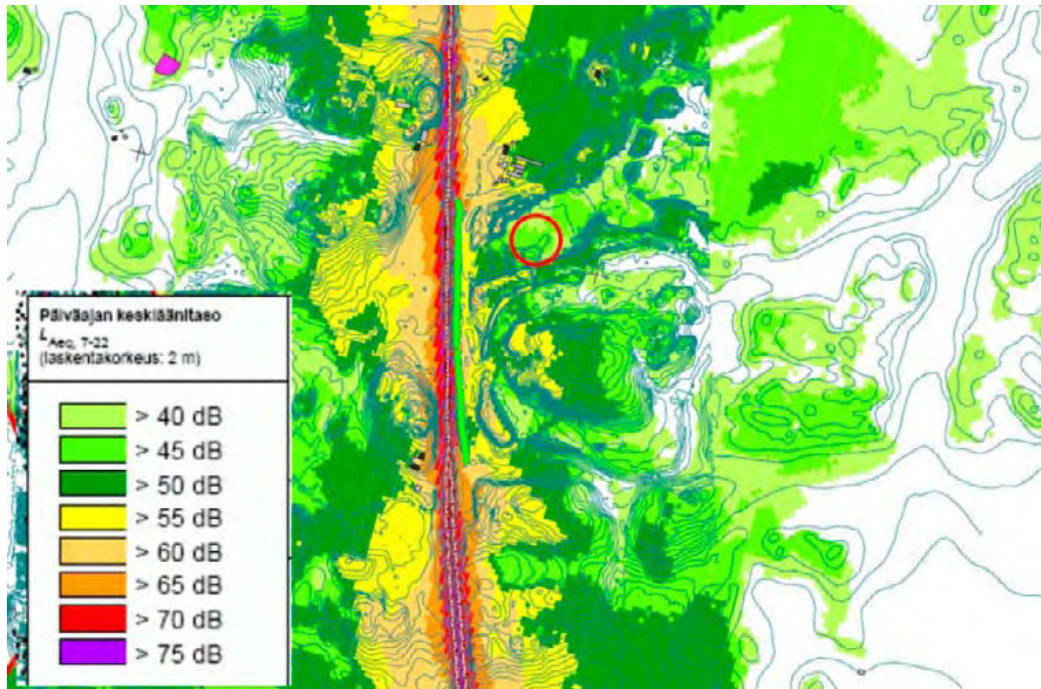 Päiväajan keskiäänitaso
LAeq, 7-22
(laskentakorkeus: 2 m)
> 40 dB
> 45 dB
> 50 dB
> 55 dB
> 60 dB
> 65 dB
> 70 dB
> 75 dB